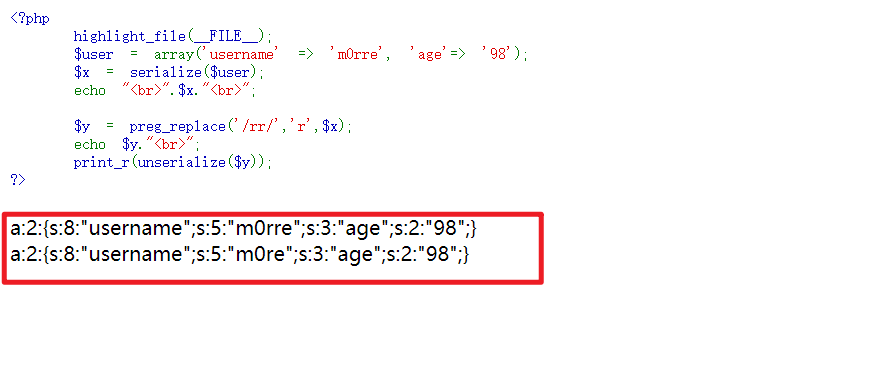 <?php
highlight_file(__FILE__);
$user = array('username' => 'm0rre', 'age'=> '98');
$x = serialize($user);
echo "<br>".$x."<br>";
$y = preg_replace('/rr/','r',$x);
echo $y."<br>";
print_r(unserialize($y));
?>
a:2:{s:8:"username";s:5:"m0rre";s:3:"age";s:2:"98";}
a:2:{s:8:"username";s:5:"m0re";s:3:"age";s:2:"98";}